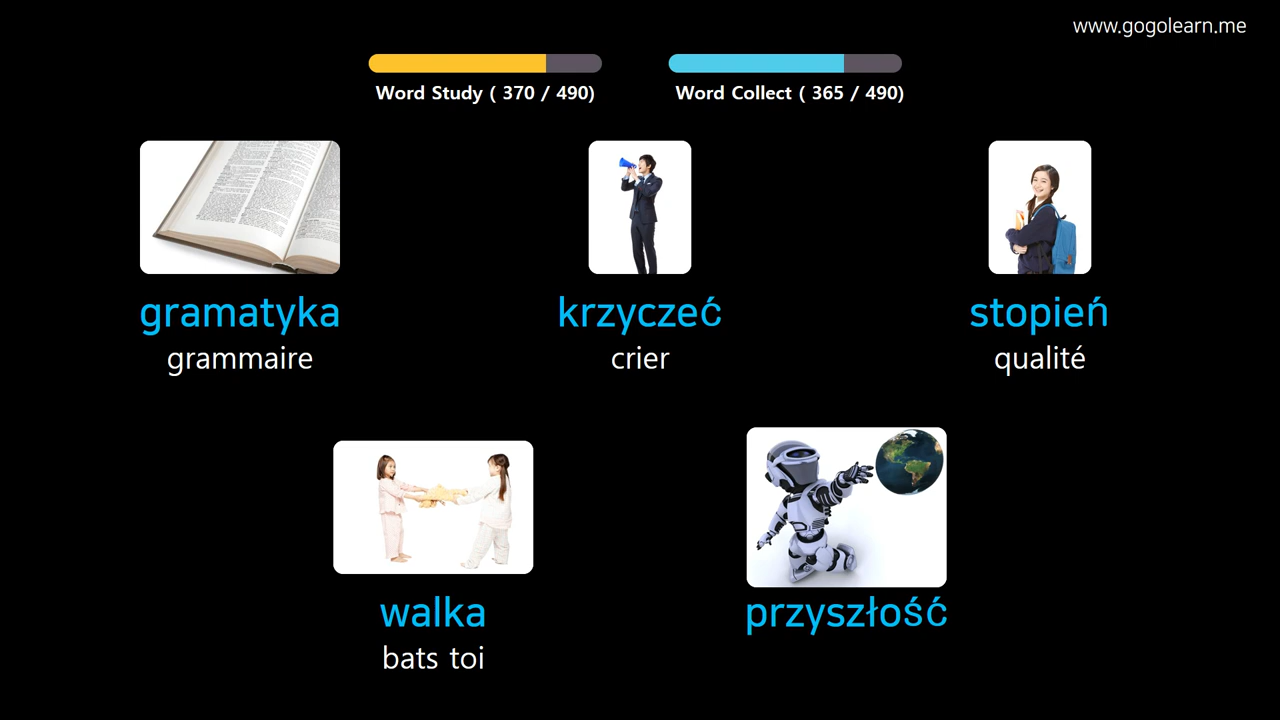 www.gogolearn.me
Word Study ( 370 / 490)
Word Collect ( 365 / 490)
gramatyka
krzyczeć
stopień
grammaire
crier
qualité
walka
przyszłość
bats toi